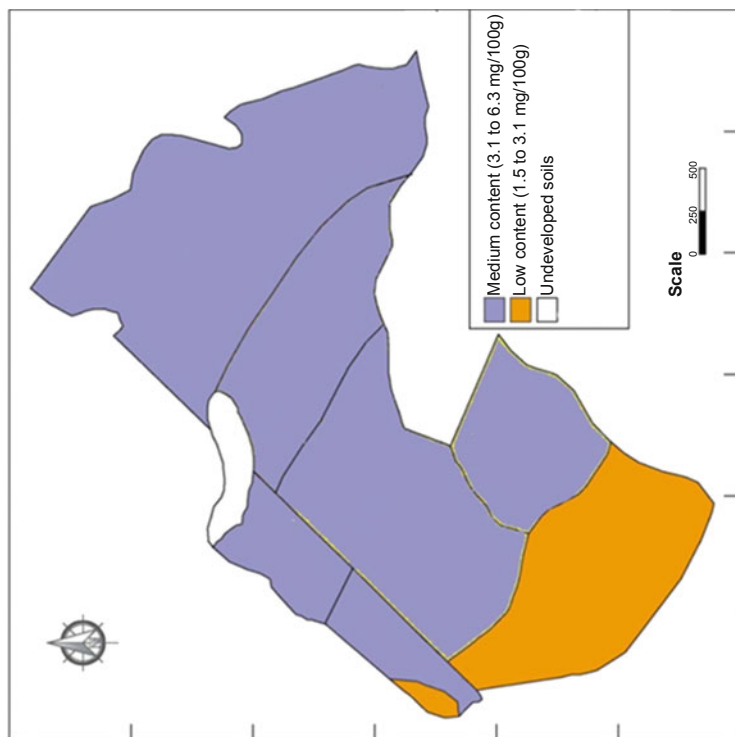 Medium content (3.1 to 6.3 mg/100g)
Low content (1.5 to 3.1 mg/100g)
Undeveloped soils
Scale
0 250 500